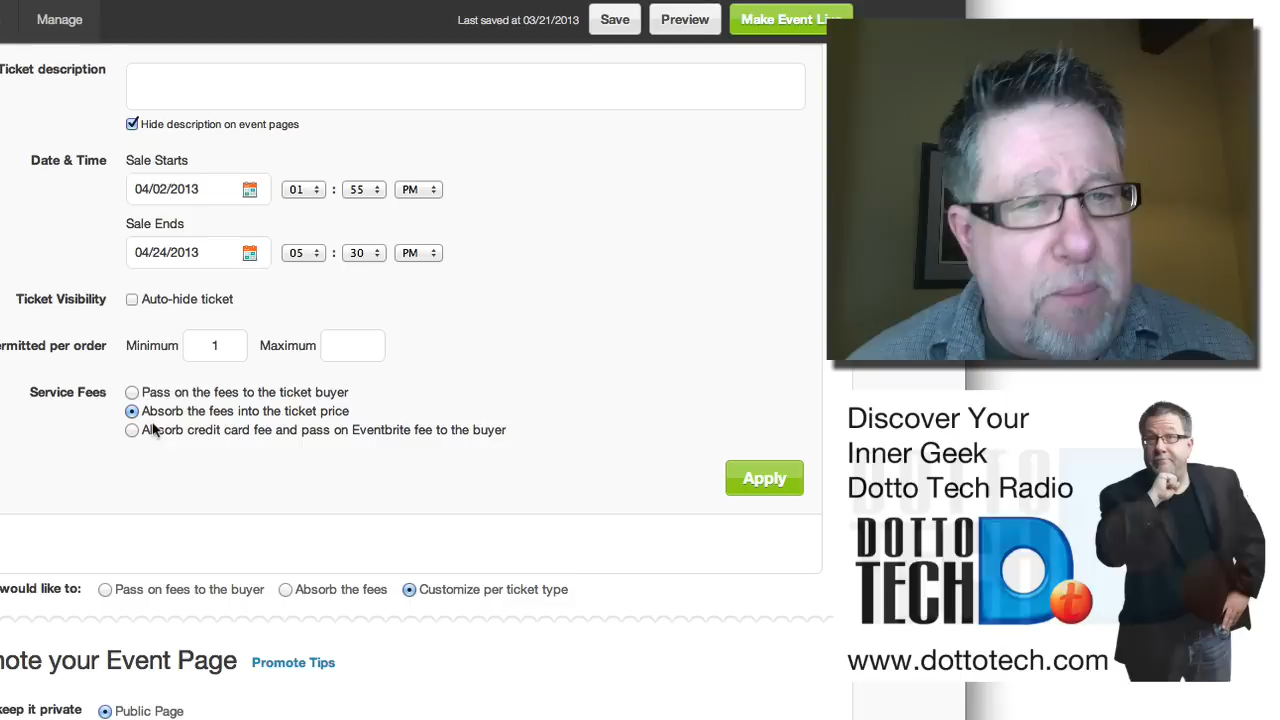 Manage
Last saved at 03/21/2013
Save
Preview
Make Event Live
Ticket description
Hide description on event pages
Date & Time
Sale Starts
04/02/2013
01 : 55 PM
Sale Ends
04/24/2013
05 : 30 PM
Ticket Visibility
Auto-hide ticket
ermitted per order
Minimum 1 Maximum
Service Fees
Pass on the fees to the ticket buyer
Absorb the fees into the ticket price
Absorb credit card fee and pass on Eventbrite fee to the buyer
Apply
would like to: Pass on fees to the buyer Absorb the fees Customize per ticket type
mote your Event Page Promote Tips
keep it private Public Page
Discover Your
Inner Geek
Dotto Tech Radio
DOTTO
TECH
D
t
www.dottotech.com